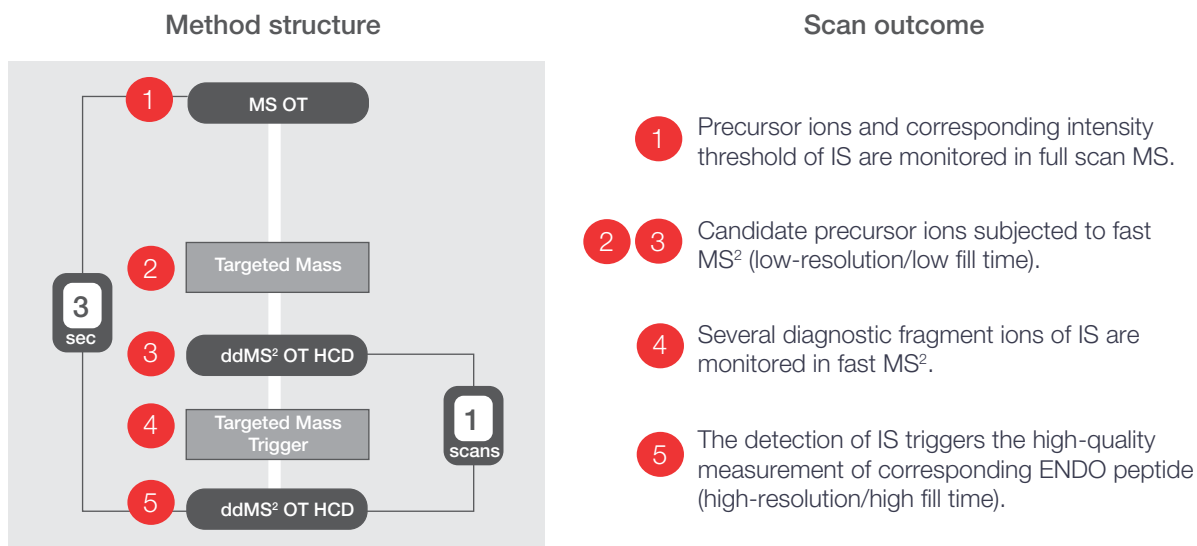 Method structure
1
MS OT
2
Targeted Mass
3
sec
3
ddMS² OT HCD
4
Targeted Mass
Trigger
1
scans
5
ddMS² OT HCD
Scan outcome
1
Precursor ions and corresponding intensity
threshold of IS are monitored in full scan MS.
2 3
Candidate precursor ions subjected to fast
MS² (low-resolution/low fill time).
4
Several diagnostic fragment ions of IS are
monitored in fast MS².
5
The detection of IS triggers the high-quality
measurement of corresponding ENDO peptide
(high-resolution/high fill time).